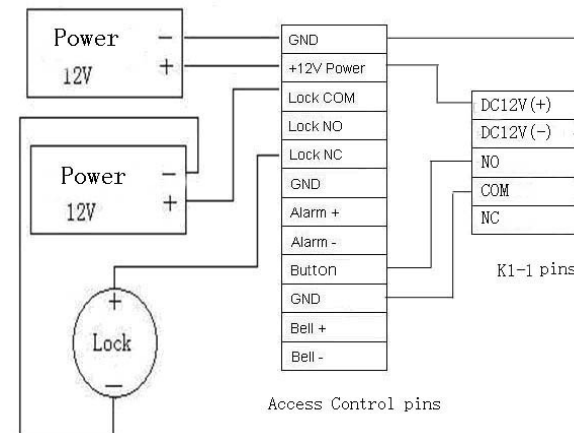 Power -
12V +
Power -
12V +
Lock
+
-
GND
+12V Power
Lock COM
Lock NO
Lock NC
GND
Alarm +
Alarm -
Button
GND
Bell +
Bell -
Access Control pins
DC12V(+)
DC12V(-)
NO
COM
NC
K1-1 pins